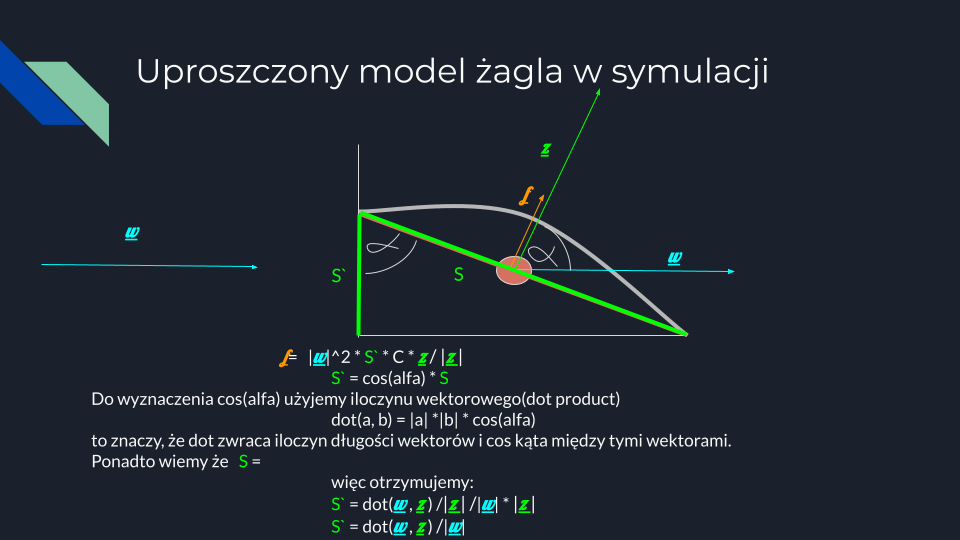 Uproszczony model żagla w symulacji
z
f
w
α
α
w
S`
S
f= |w|^2 * S` * C * z / |z|
S` = cos(alfa) * S
Do wyznaczenia cos(alfa) użyjemy iloczynu wektorowego(dot product)
dot(a, b) = |a| *|b| * cos(alfa)
to znaczy, że dot zwraca iloczyn długości wektorów i cos kąta między tymi wektorami.
Ponadto wiemy że S =
więc otrzymujemy:
S` = dot(w , z ) /|z| /|w| * |z|
S` = dot(w , z ) /|w|